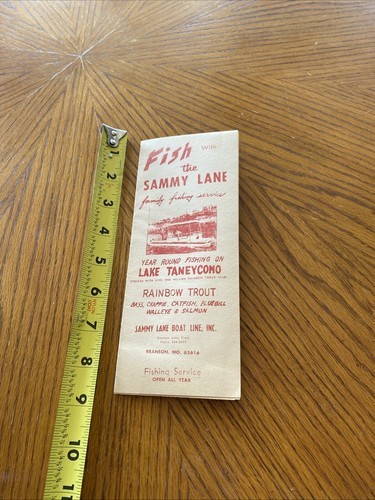 Fish With
the
SAMMY LANE
family fishing service
YEAR ROUND FISHING ON
LAKE TANEYCOMO
RAINBOW TROUT
BASS, CRAPPIE, CATFISH, BLUEGILL
WALLEYE & SALMON
SAMMY LANE BOAT LINE, INC.
BRANSON, MO. 65616
Fishing Service
OPEN ALL YEAR
1
2
3
4
5
6
7
8
9
10
11